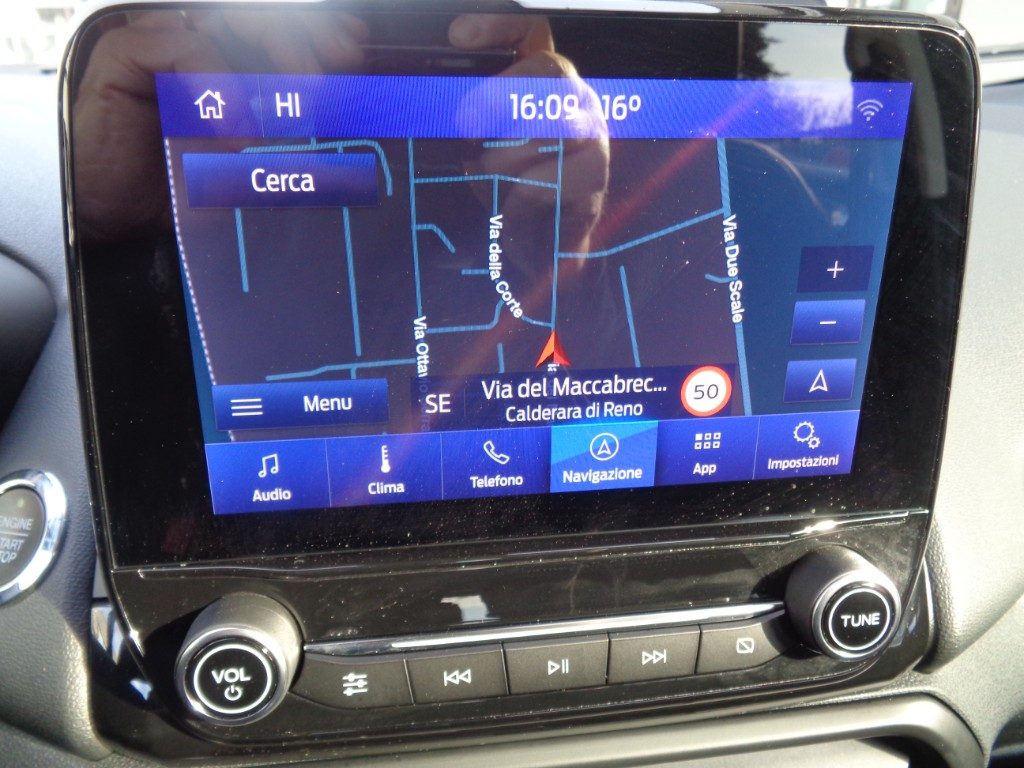 HI
16:09
16°
Cerca
Via della Corte
Via Due Scale
Menu
SE
Via del Maccabrec...
50
Calderara di Reno
Audio
Clima
Telefono
Navigazione
App
Impostazioni
ENGINE
START
STOP
VOL
TUNE